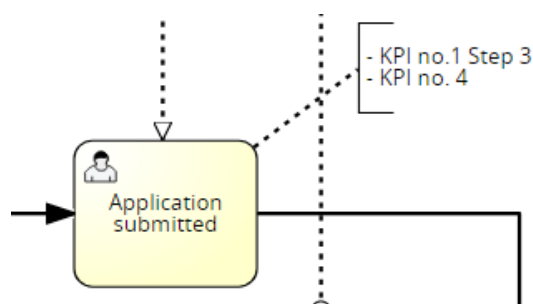 - KPI no.1 Step 3
- KPI no. 4
Application
submitted